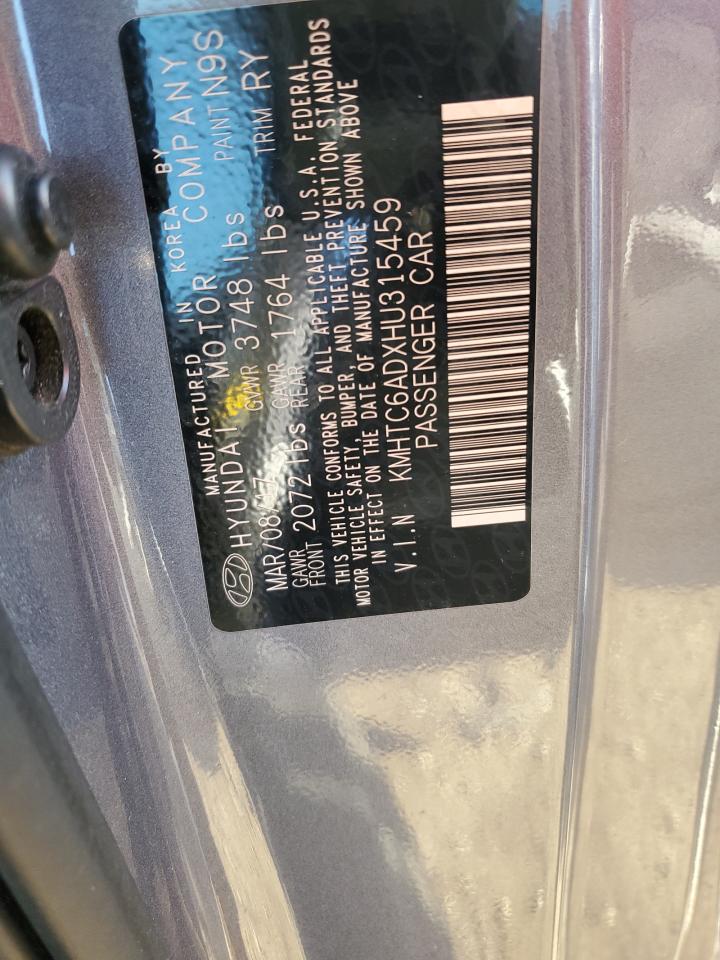 MANUFACTURED IN KOREA BY
HYUNDAI MOTOR COMPANY
MAR/08/17 GVWR 3748 lbs PAINT N9S
GAWR FRONT 2072 lbs GAWR REAR 1764 lbs TRIM RY
THIS VEHICLE CONFORMS TO ALL APPLICABLE U.S.A. FEDERAL
MOTOR VEHICLE SAFETY, BUMPER, AND THEFT PREVENTION STANDARDS
IN EFFECT ON THE DATE OF MANUFACTURE SHOWN ABOVE
V.I.N KMHTC6ADXHU315459
PASSENGER CAR